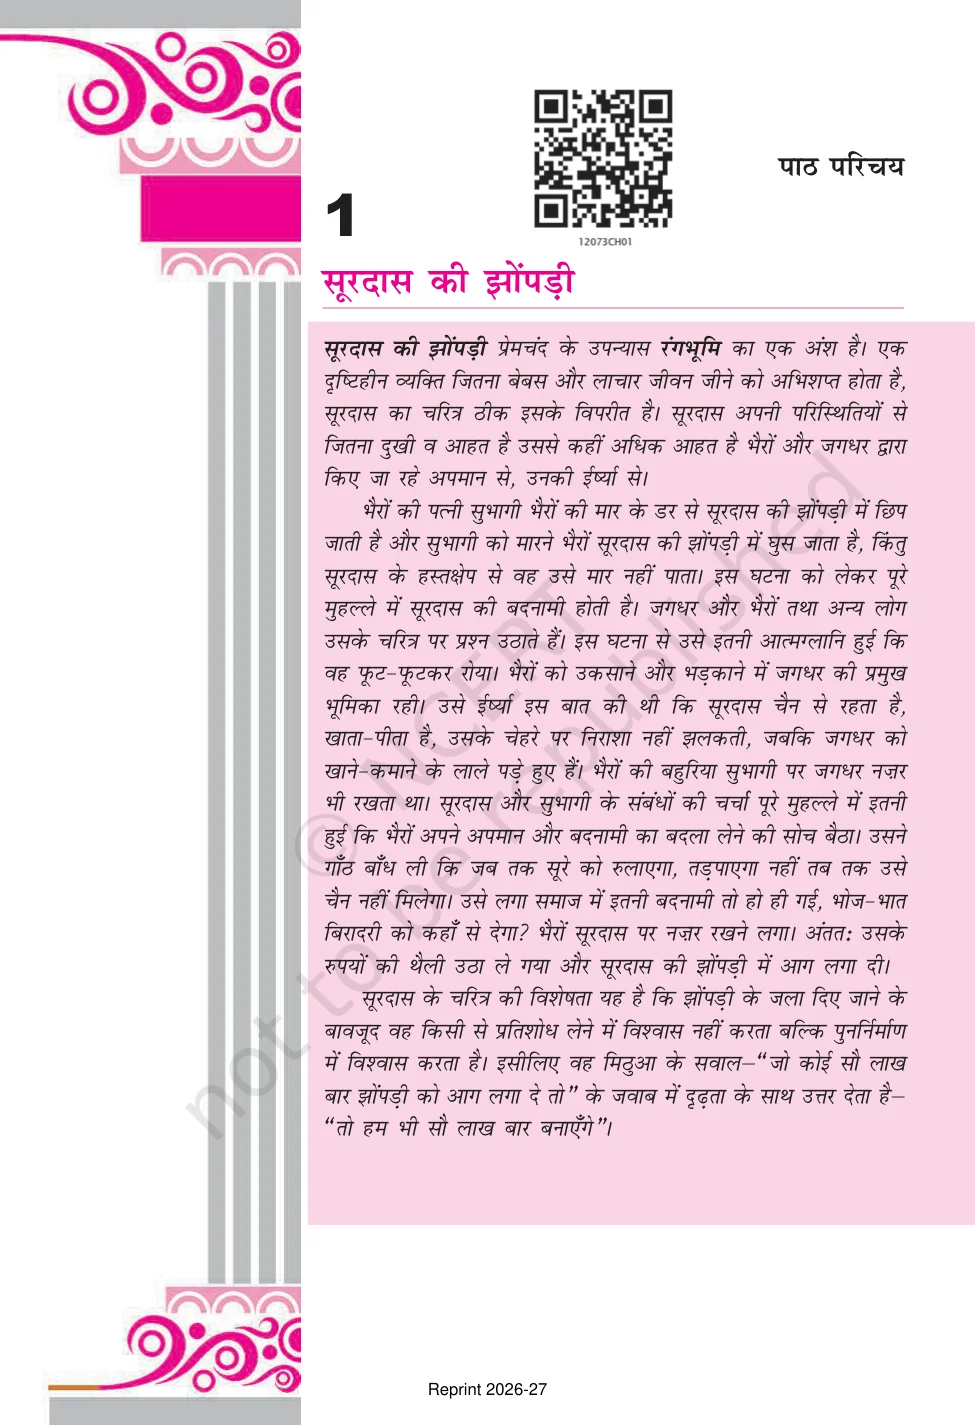 पाठ परिचय
1
12073CH01
सूरदास की झोंपड़ी
सूरदास की झोंपड़ी प्रेमचंद के उपन्यास रंगभूमि का एक अंश है। एक
दृष्टिहीन व्यक्ति जितना बेबस और लाचार जीवन जीने को अभिशप्त होता है,
सूरदास का चरित्र ठीक इसके विपरीत है। सूरदास अपनी परिस्थितियों से
जितना दुखी व आहत है उससे कहीं अधिक आहत है भैरों और जगधर द्वारा
किए जा रहे अपमान से, उनकी ईर्ष्या से।
भैरों की पत्नी सुभागी भैरों की मार के डर से सूरदास की झोंपड़ी में छिप
जाती है और सुभागी को मारने भैरों सूरदास की झोंपड़ी में घुस जाता है, किंतु
सूरदास के हस्तक्षेप से वह उसे मार नहीं पाता। इस घटना को लेकर पूरे
मुहल्ले में सूरदास की बदनामी होती है। जगधर और भैरों तथा अन्य लोग
उसके चरित्र पर प्रश्न उठाते हैं। इस घटना से उसे इतनी आत्मग्लानि हुई कि
वह फूट-फूटकर रोया। भैरों को उकसाने और भड़काने में जगधर की प्रमुख
भूमिका रही। उसे ईर्ष्या इस बात की थी कि सूरदास चैन से रहता है,
खाता-पीता है, उसके चेहरे पर निराशा नहीं झलकती, जबकि जगधर को
खाने-कमाने के लाले पड़े हुए हैं। भैरों की बहुरिया सुभागी पर जगधर नज़र
भी रखता था। सूरदास और सुभागी के संबंधों की चर्चा पूरे मुहल्ले में इतनी
हुई कि भैरों अपने अपमान और बदनामी का बदला लेने की सोच बैठा। उसने
गाँठ बाँध ली कि जब तक सूरे को रुलाएगा, तड़पाएगा नहीं तब तक उसे
चैन नहीं मिलेगा। उसे लगा समाज में इतनी बदनामी तो हो ही गई, भोज-भात
बिरादरी को कहाँ से देगा? भैरों सूरदास पर नज़र रखने लगा। अंततः उसके
रुपयों की थैली उठा ले गया और सूरदास की झोंपड़ी में आग लगा दी।
सूरदास के चरित्र की विशेषता यह है कि झोंपड़ी के जला दिए जाने के
बावजूद वह किसी से प्रतिशोध लेने में विश्वास नहीं करता बल्कि पुनर्निर्माण
में विश्वास करता है। इसीलिए वह मिठुआ के सवाल–“जो कोई सौ लाख
बार झोंपड़ी को आग लगा दे तो” के जवाब में दृढ़ता के साथ उत्तर देता है–
“तो हम भी सौ लाख बार बनाएँगे”।
© NCERT
not to be republished
Reprint 2026-27